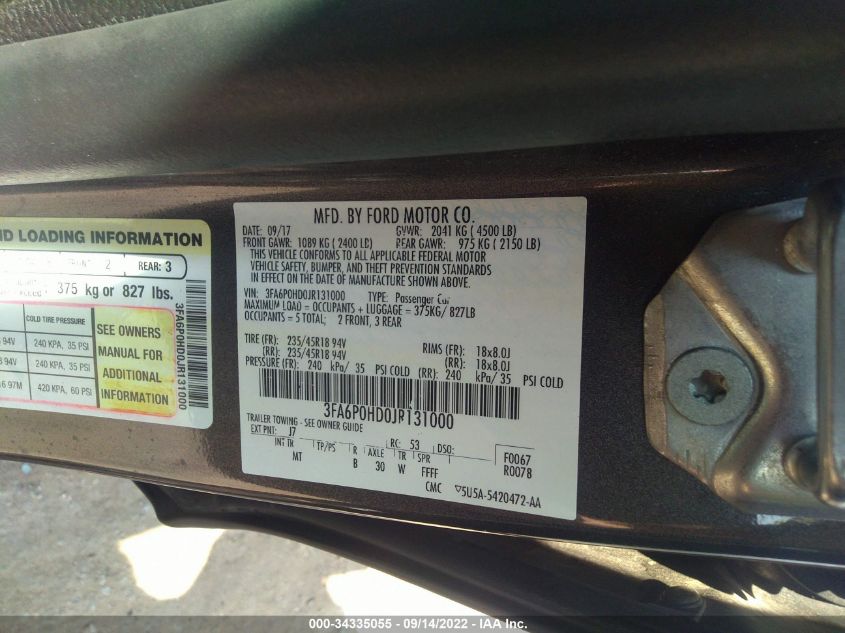 ND LOADING INFORMATION
FRONT 2 REAR: 3
375 kg or 827 lbs.
COLD TIRE PRESSURE
SEE OWNERS
MANUAL FOR
ADDITIONAL
INFORMATION
94V 240 KPA, 35 PSI
94V 240 KPA, 35 PSI
6 97M 420 KPA, 60 PSI
3FA6P0HD0JR131000
MFD. BY FORD MOTOR CO.
DATE: 09/17 GVWR: 2041 KG ( 4500 LB)
FRONT GAWR: 1089 KG ( 2400 LB) REAR GAWR: 975 KG ( 2150 LB)
THIS VEHICLE CONFORMS TO ALL APPLICABLE FEDERAL MOTOR
VEHICLE SAFETY, BUMPER, AND THEFT PREVENTION STANDARDS
IN EFFECT ON THE DATE OF MANUFACTURE SHOWN ABOVE.
VIN: 3FA6P0HD0JR131000 TYPE: Passenger Car
MAXIMUM LOAD = OCCUPANTS + LUGGAGE = 375KG/ 827LB
OCCUPANTS = 5 TOTAL; 2 FRONT, 3 REAR
TIRE (FR): 235/45R18 94V RIMS (FR): 18x8.0J
(RR): 235/45R18 94V (RR): 18x8.0J
PRESSURE (FR): 240 kPa/ 35 PSI COLD (RR): 240 kPa/ 35 PSI COLD
3FA6P0HD0JR131000
TRAILER TOWING - SEE OWNER GUIDE
EXT PNT: J7 RC: 53 DSO: F0067
INT TR TP/PS R AXLE TR SPR R0078
MT B 30 W FFFF
CMC ▽5U5A-5420472-AA
000-34335055 - 09/14/2022 - IAA Inc.